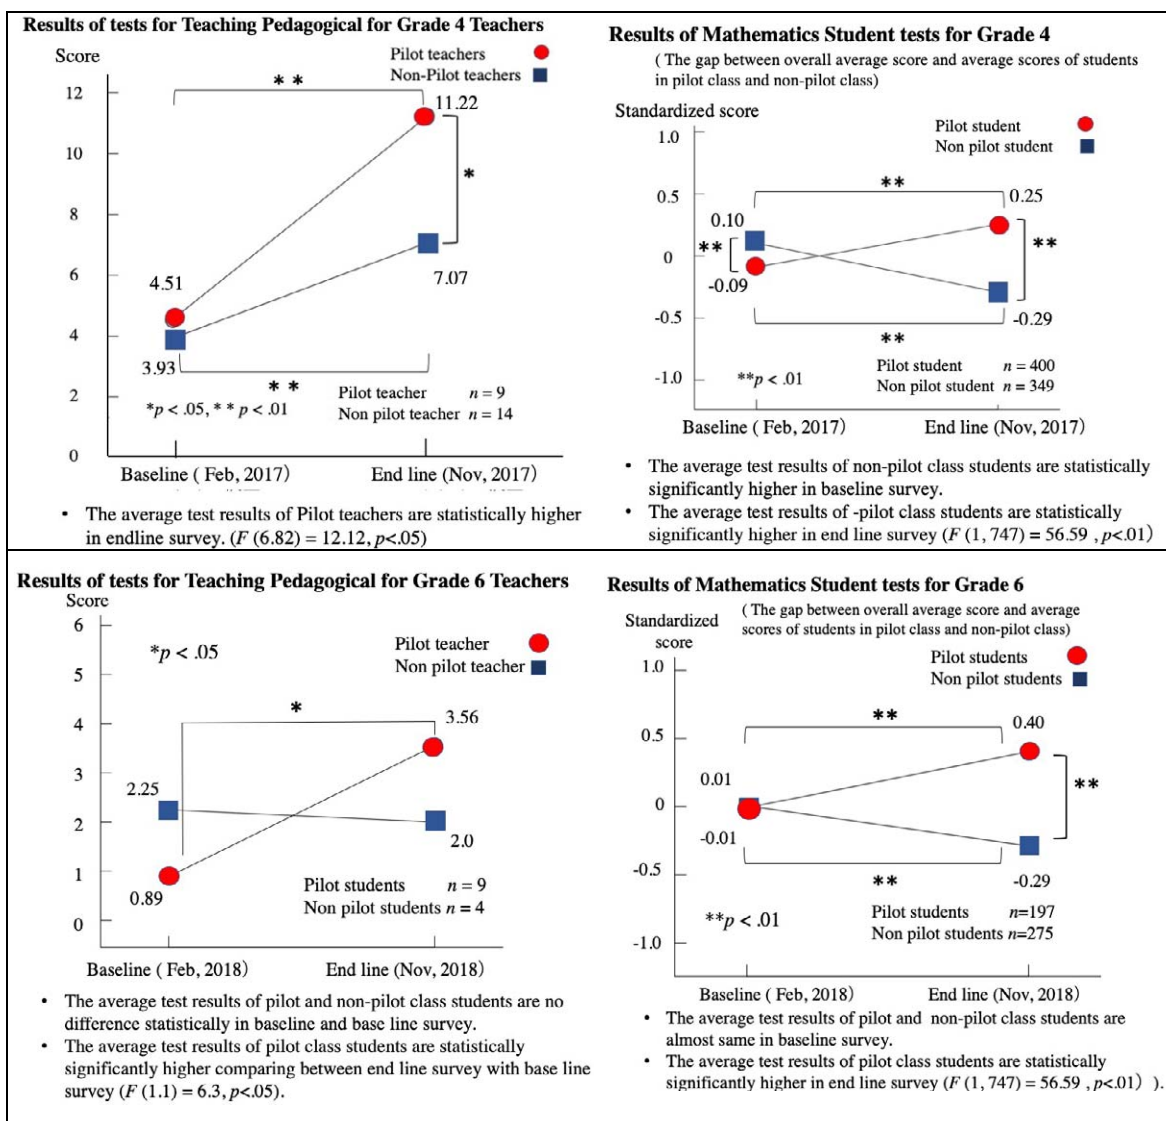 Results of tests for Teaching Pedagogical for Grade 4 Teachers
Score
Pilot teachers
Non-Pilot teachers
12
10
8
6
4
2
0
**
11.22
*
4.51
7.07
3.93
**
Pilot teacher n = 9
Non pilot teacher n = 14
*p < .05, ** p < .01
Baseline ( Feb, 2017)
End line (Nov, 2017)
• The average test results of Pilot teachers are statistically higher
in endline survey. (F (6.82) = 12.12, p<.05)
Results of Mathematics Student tests for Grade 4
( The gap between overall average score and average scores of students
in pilot class and non-pilot class)
Standardized score
Pilot student
Non pilot student
1.0
0.5
0
-0.5
-1.0
**
0.25
0.10
**
**
-0.09
-0.29
**
Pilot student n = 400
Non pilot student n = 349
**p < .01
Baseline ( Feb, 2017)
End line (Nov, 2017)
• The average test results of non-pilot class students are statistically
significantly higher in baseline survey.
• The average test results of -pilot class students are statistically
significantly higher in end line survey (F (1, 747) = 56.59 , p<.01)
Results of tests for Teaching Pedagogical for Grade 6 Teachers
Score
6
5
4
3
2
1
0
*p < .05
Pilot teacher
Non pilot teacher
*
3.56
2.25
2.0
0.89
Pilot students n = 9
Non pilot students n = 4
Baseline ( Feb, 2018)
End line (Nov, 2018)
• The average test results of pilot and non-pilot class students are no
difference statistically in baseline and base line survey.
• The average test results of pilot class students are statistically
significantly higher comparing between end line survey with base line
survey (F (1.1) = 6.3, p<.05).
Results of Mathematics Student tests for Grade 6
( The gap between overall average score and average
scores of students in pilot class and non-pilot class)
Standardized
score
Pilot students
Non pilot students
1.0
0.5
0
-0.5
-1.0
**
0.40
0.01
**
-0.01
-0.29
**
Pilot students n=197
Non pilot students n=275
**p < .01
Baseline ( Feb, 2018)
End line (Nov, 2018)
• The average test results of pilot and non-pilot class students are
almost same in baseline survey.
• The average test results of pilot class students are statistically
significantly higher in end line survey (F (1, 747) = 56.59 , p<.01) ).